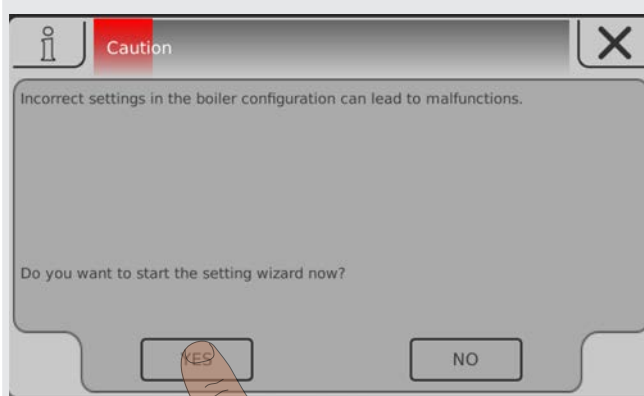 Caution
Incorrect settings in the boiler configuration can lead to malfunctions.
Do you want to start the setting wizard now?
YES
NO